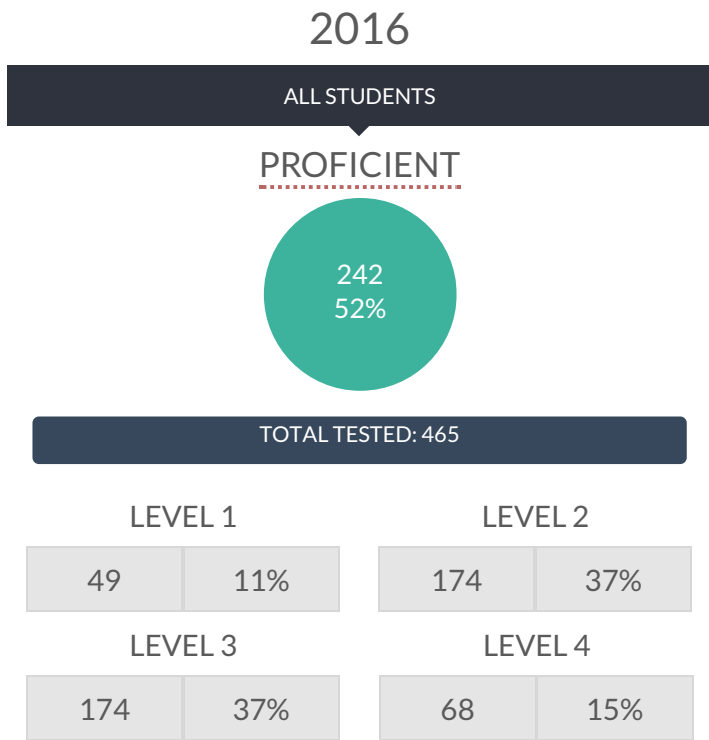 2016
ALL STUDENTS
PROFICIENT
242
52%
TOTAL TESTED: 465
LEVEL 1
LEVEL 2
49 11%
174 37%
LEVEL 3
LEVEL 4
174 37%
68 15%